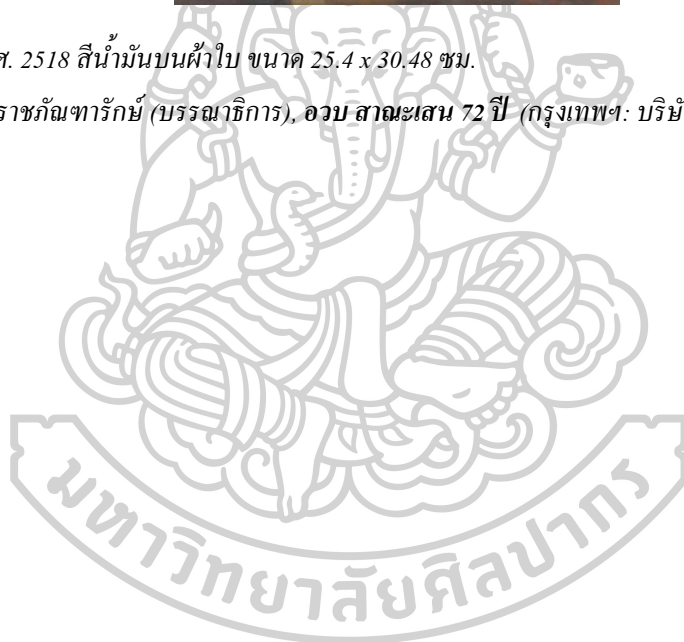 ศ. 2518 สีน้ำมันบนผ้าใบ ขนาด 25.4 x 30.48 ซม.
ราชภัณฑารักษ์ (บรรณาธิการ), อวบ สาณะเสน 72 ปี (กรุงเทพฯ: บริษั
มหาวิทยาลัยศิลปากร